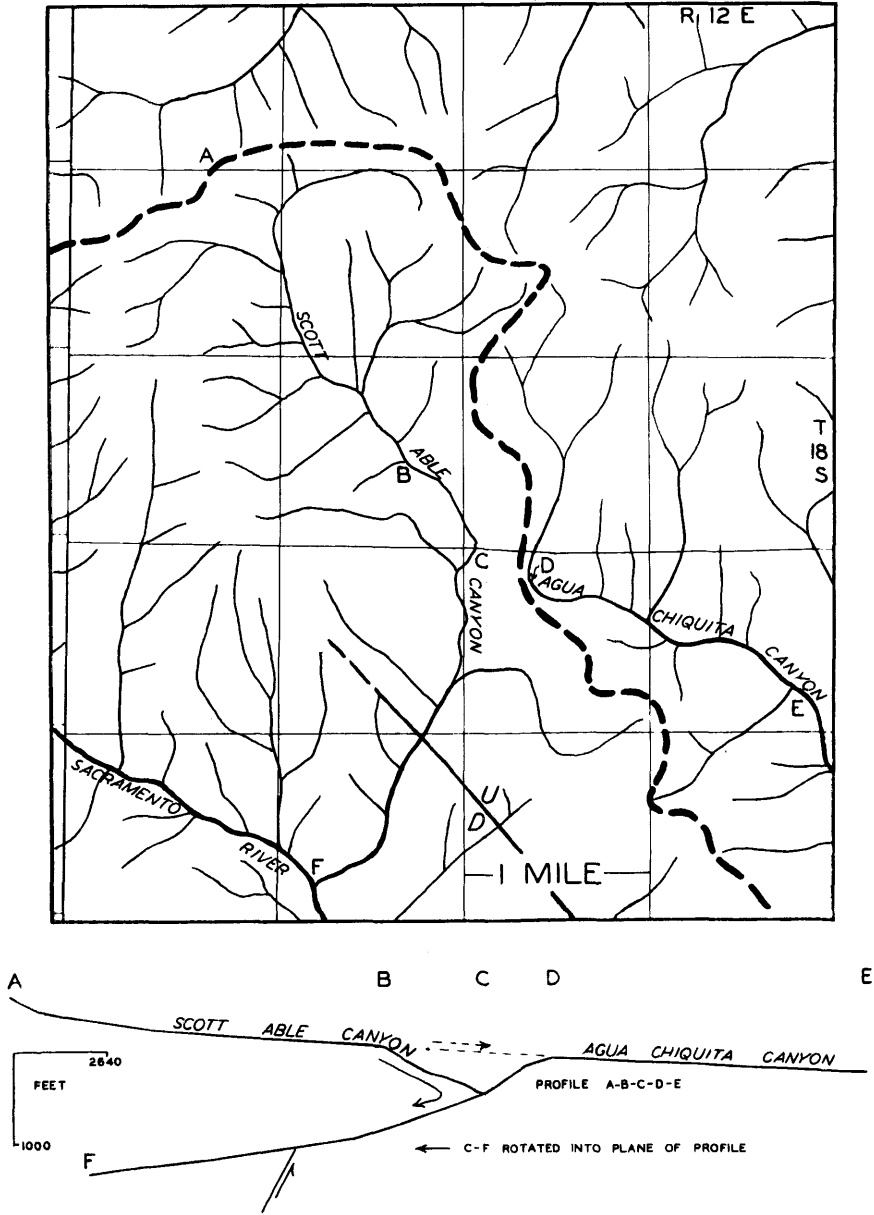 R 12 E
A
SCOTT
T
18
S
ABLE
B
C
D
AGUA
CANYON
CHIQUITA
CANYON
E
SACRAMENTO
U
D
RIVER
F
1 MILE
A B C D E
SCOTT ABLE CANYON
AGUA CHIQUITA CANYON
2640
FEET
PROFILE A-B-C-D-E
1000
C-F ROTATED INTO PLANE OF PROFILE
F